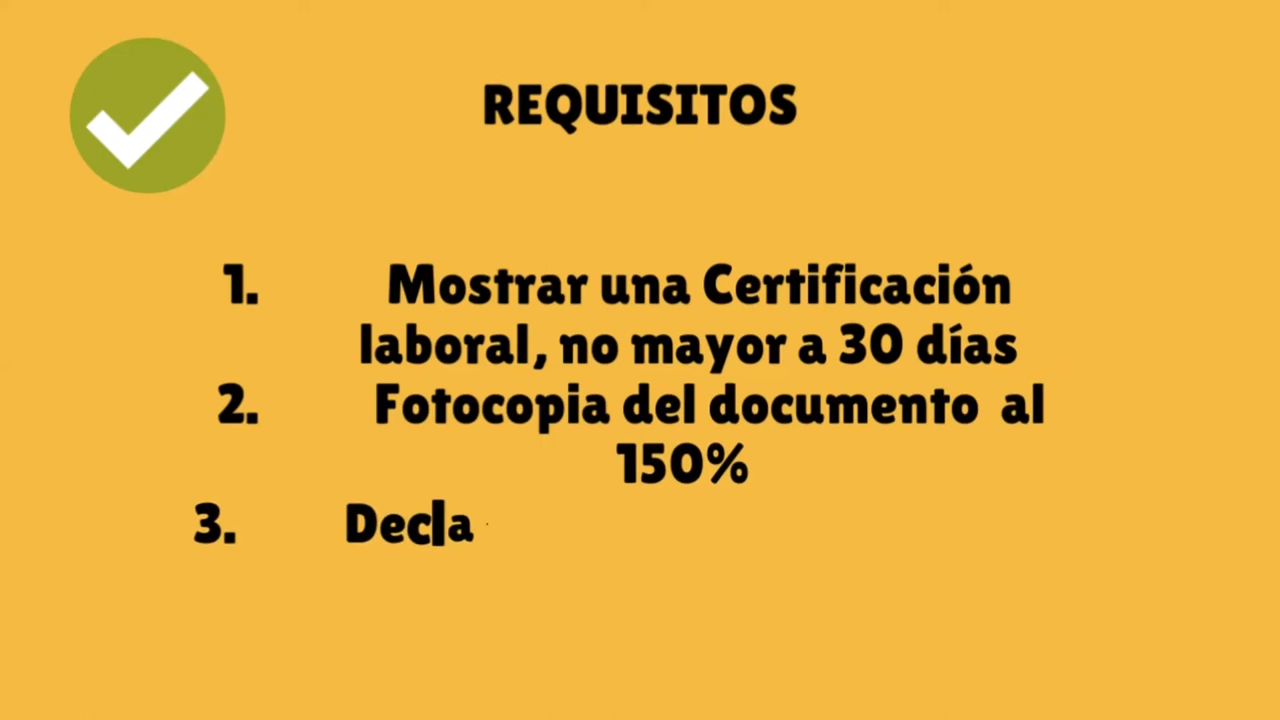 REQUISITOS
1. Mostrar una Certificación
laboral, no mayor a 30 días
2. Fotocopia del documento al
150%
3. Decla